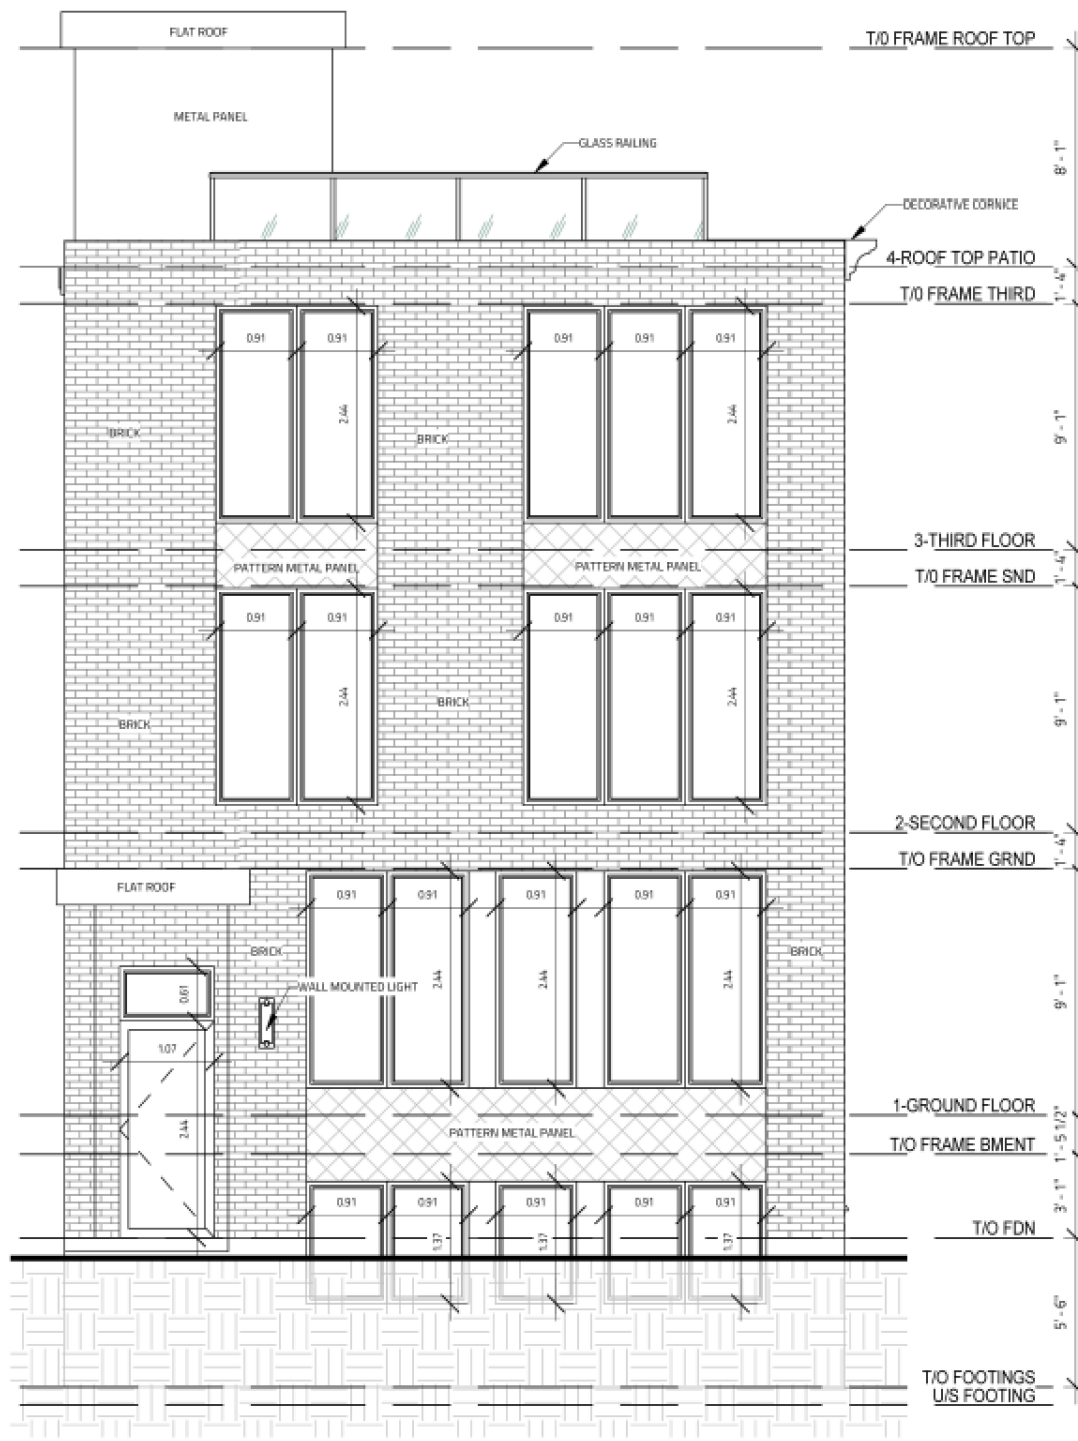 FLAT ROOF
T/0 FRAME ROOF TOP
METAL PANEL
GLASS RAILING
8' - 1"
DECORATIVE CORNICE
4-ROOF TOP PATIO
1' - 4"
T/0 FRAME THIRD
0.91 0.91 0.91 0.91 0.91
2.44 2.44
BRICK BRICK
9' - 1"
3-THIRD FLOOR
PATTERN METAL PANEL PATTERN METAL PANEL
1' - 4"
T/0 FRAME SND
0.91 0.91 0.91 0.91 0.91
2.44 2.44
BRICK BRICK
9' - 1"
2-SECOND FLOOR
1' - 4"
T/O FRAME GRND
FLAT ROOF
0.91 0.91 0.91 0.91 0.91
BRICK BRICK
2.44 2.44 2.44
WALL MOUNTED LIGHT
0.61
9' - 1"
1.07
1-GROUND FLOOR
2.44
PATTERN METAL PANEL
1' - 5 1/2"
T/O FRAME BMENT
0.91 0.91 0.91 0.91 0.91
3' - 1"
T/O FDN
1.37 1.37 1.37
5' - 6"
T/O FOOTINGS
U/S FOOTING